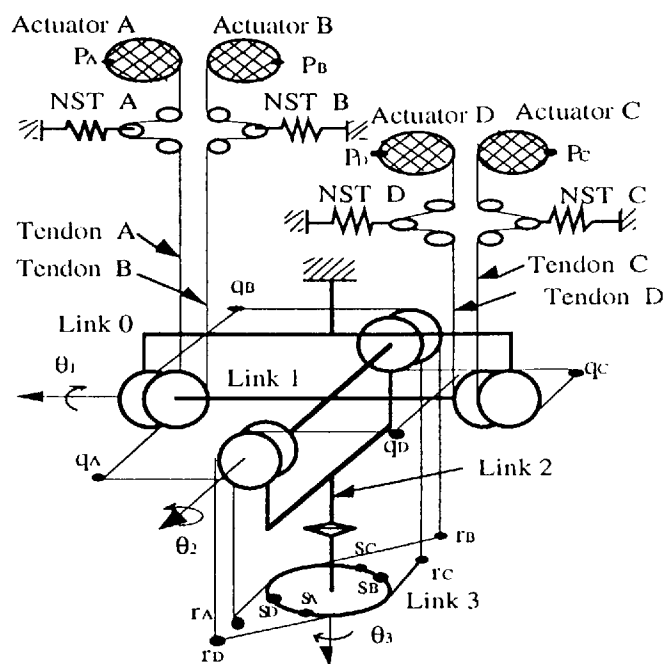 Actuator A Actuator B
PA PB
NST A NST B
Actuator D Actuator C
PD PC
NST D NST C
Tendon A
Tendon B
Tendon C
Tendon D
qB
Link 0
θ1
Link 1
qC
qA
qD
Link 2
θ2
rB
sC
rC
sB
rA
sD sA
Link 3
rD
θ3